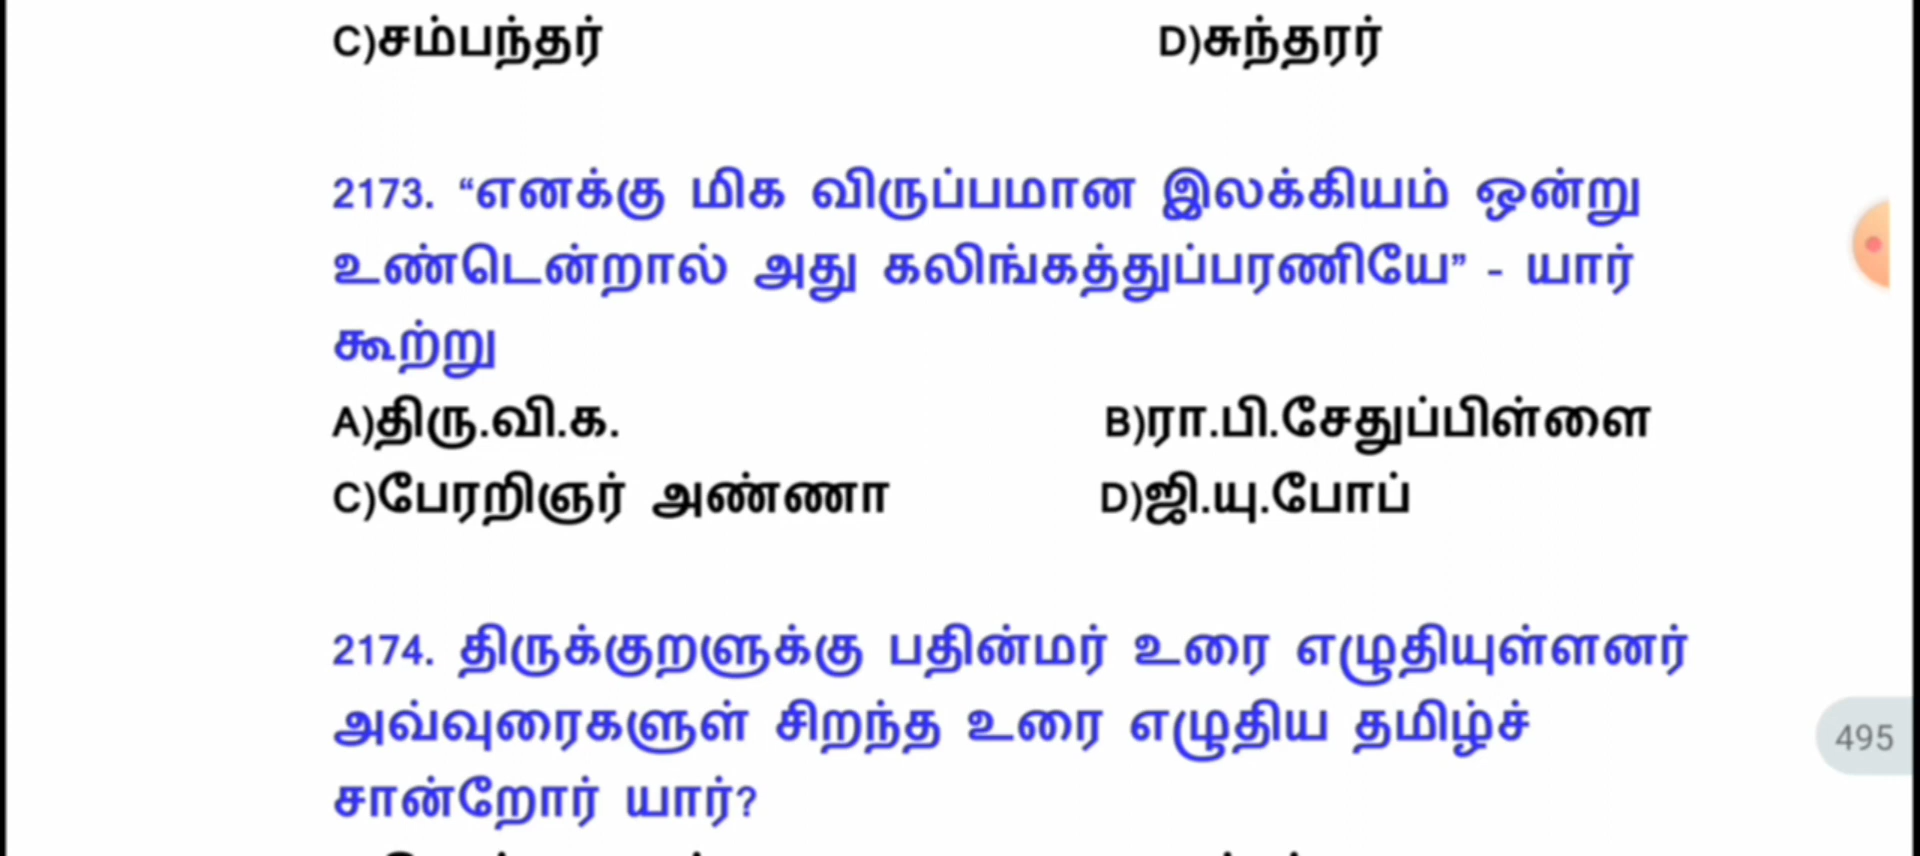 C)சம்பந்தர் D)சுந்தரர்
2173. “எனக்கு மிக விருப்பமான இலக்கியம் ஒன்று
உண்டென்றால் அது கலிங்கத்துப்பரணியே” - யார்
கூற்று
A)திரு.வி.க. B)ரா.பி.சேதுப்பிள்ளை
C)பேரறிஞர் அண்ணா D)ஜி.யு.போப்
2174. திருக்குறளுக்கு பதின்மர் உரை எழுதியுள்ளனர்
அவ்வுரைகளுள் சிறந்த உரை எழுதிய தமிழ்ச்
495
சான்றோர் யார்?